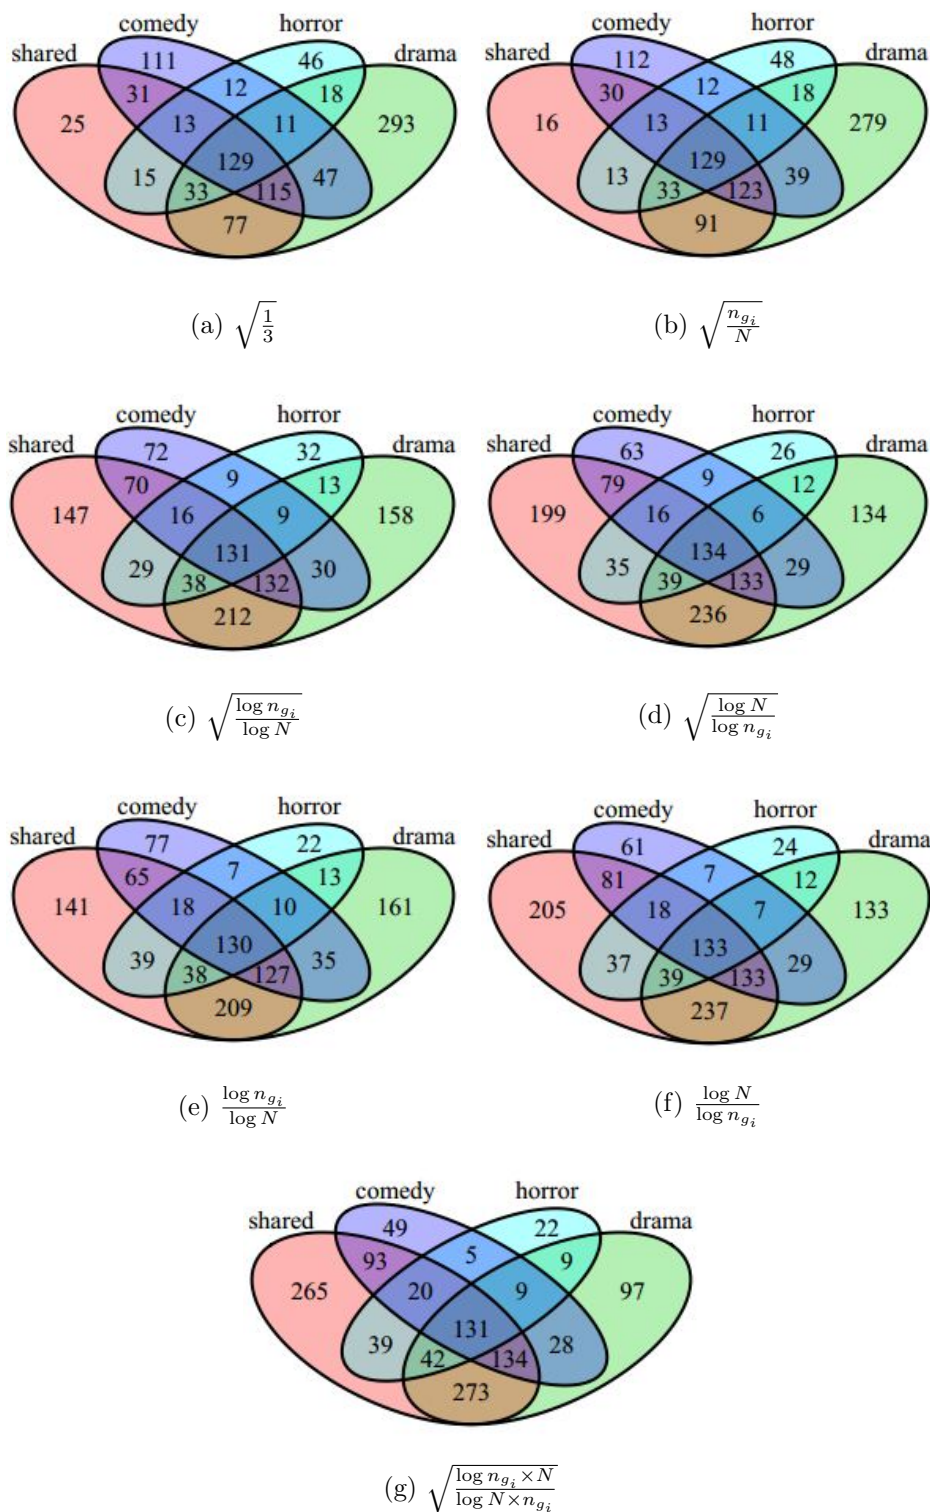 comedy horror
shared drama
111 46
31 12 18
25 13 11 293
129
15 33 115 47
77
(a) √(1/3)
comedy horror
shared drama
112 48
30 12 18
16 13 11 279
129
13 33 123 39
91
(b) √(n_{g_i}/N)
comedy horror
shared drama
72 32
70 9 13
147 16 9 158
131
29 38 132 30
212
(c) √(log n_{g_i}/log N)
comedy horror
shared drama
63 26
79 9 12
199 16 6 134
134
35 39 133 29
236
(d) √(log N/log n_{g_i})
comedy horror
shared drama
77 22
65 7 13
141 18 10 161
130
39 38 127 35
209
(e) log n_{g_i}/log N
comedy horror
shared drama
61 24
81 7 12
205 18 7 133
133
37 39 133 29
237
(f) log N/log n_{g_i}
comedy horror
shared drama
49 22
93 5 9
265 20 9 97
131
39 42 134 28
273
(g) √(log n_{g_i} × N/log N × n_{g_i})